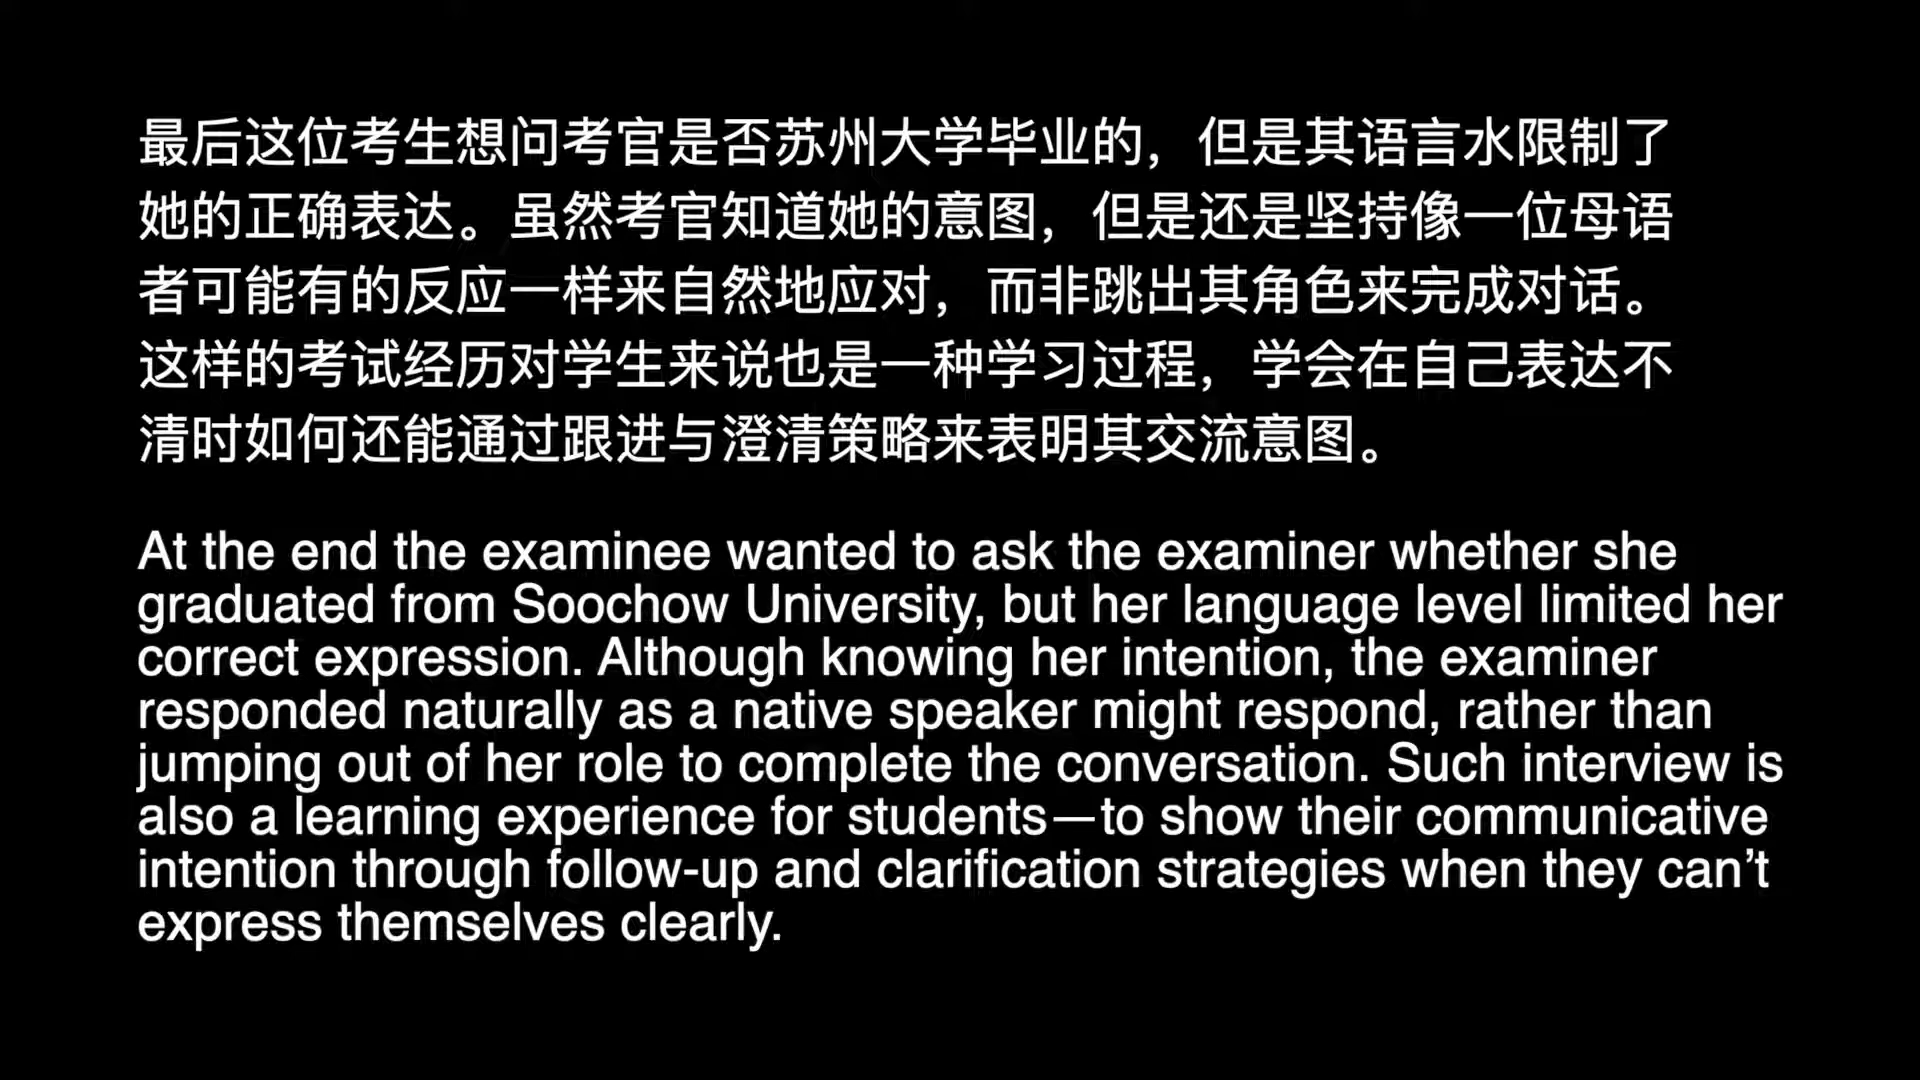 最后这位考生想问考官是否苏州大学毕业的，但是其语言水限制了
她的正确表达。虽然考官知道她的意图，但是还是坚持像一位母语
者可能有的反应一样来自然地应对，而非跳出其角色来完成对话。
这样的考试经历对学生来说也是一种学习过程，学会在自己表达不
清时如何还能通过跟进与澄清策略来表明其交流意图。
At the end the examinee wanted to ask the examiner whether she
graduated from Soochow University, but her language level limited her
correct expression. Although knowing her intention, the examiner
responded naturally as a native speaker might respond, rather than
jumping out of her role to complete the conversation. Such interview is
also a learning experience for students—to show their communicative
intention through follow-up and clarification strategies when they can’t
express themselves clearly.